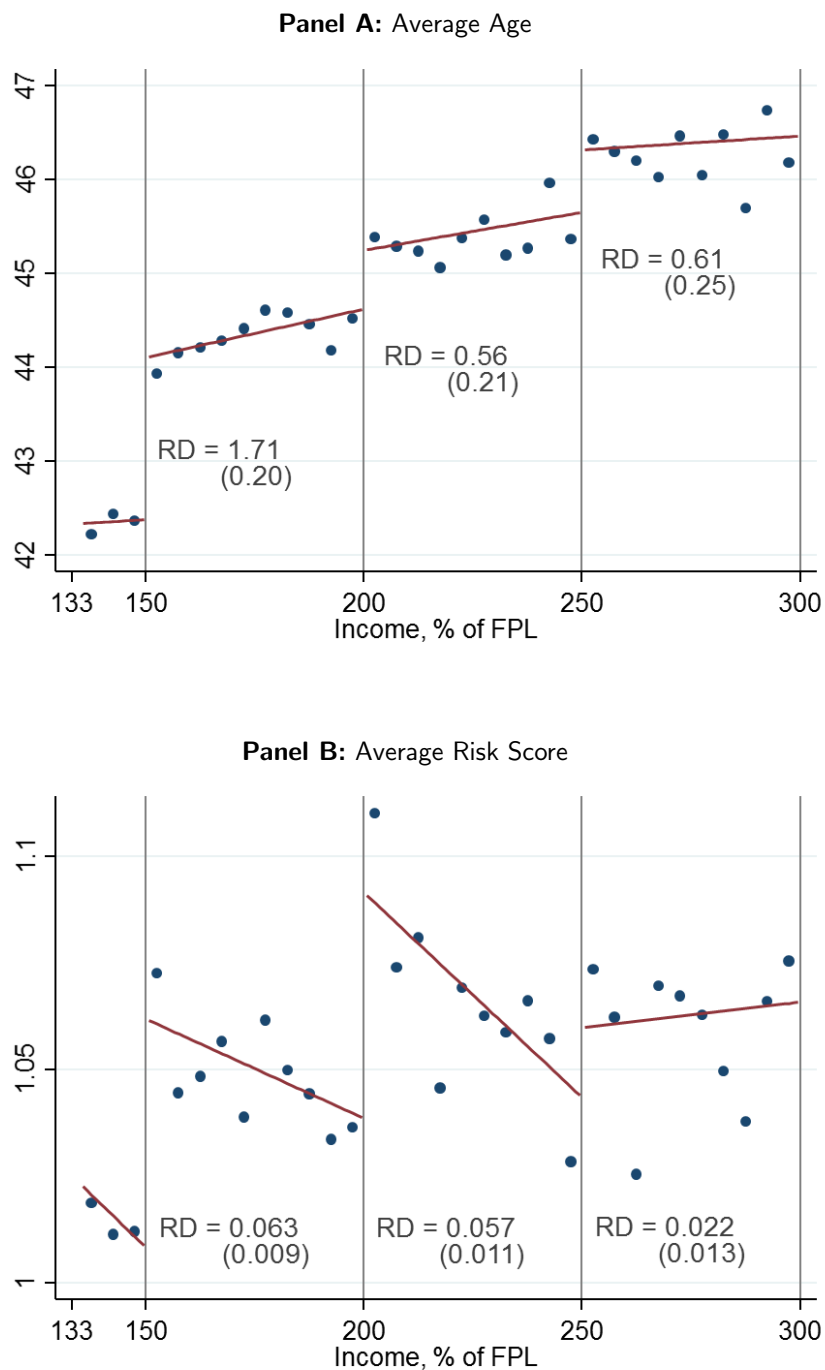 Panel A: Average Age
47
46
45
44
43
42
RD = 1.71
(0.20)
RD = 0.56
(0.21)
RD = 0.61
(0.25)
133 150 200 250 300
Income, % of FPL
Panel B: Average Risk Score
1.1
1.05
1
RD = 0.063
(0.009)
RD = 0.057
(0.011)
RD = 0.022
(0.013)
133 150 200 250 300
Income, % of FPL